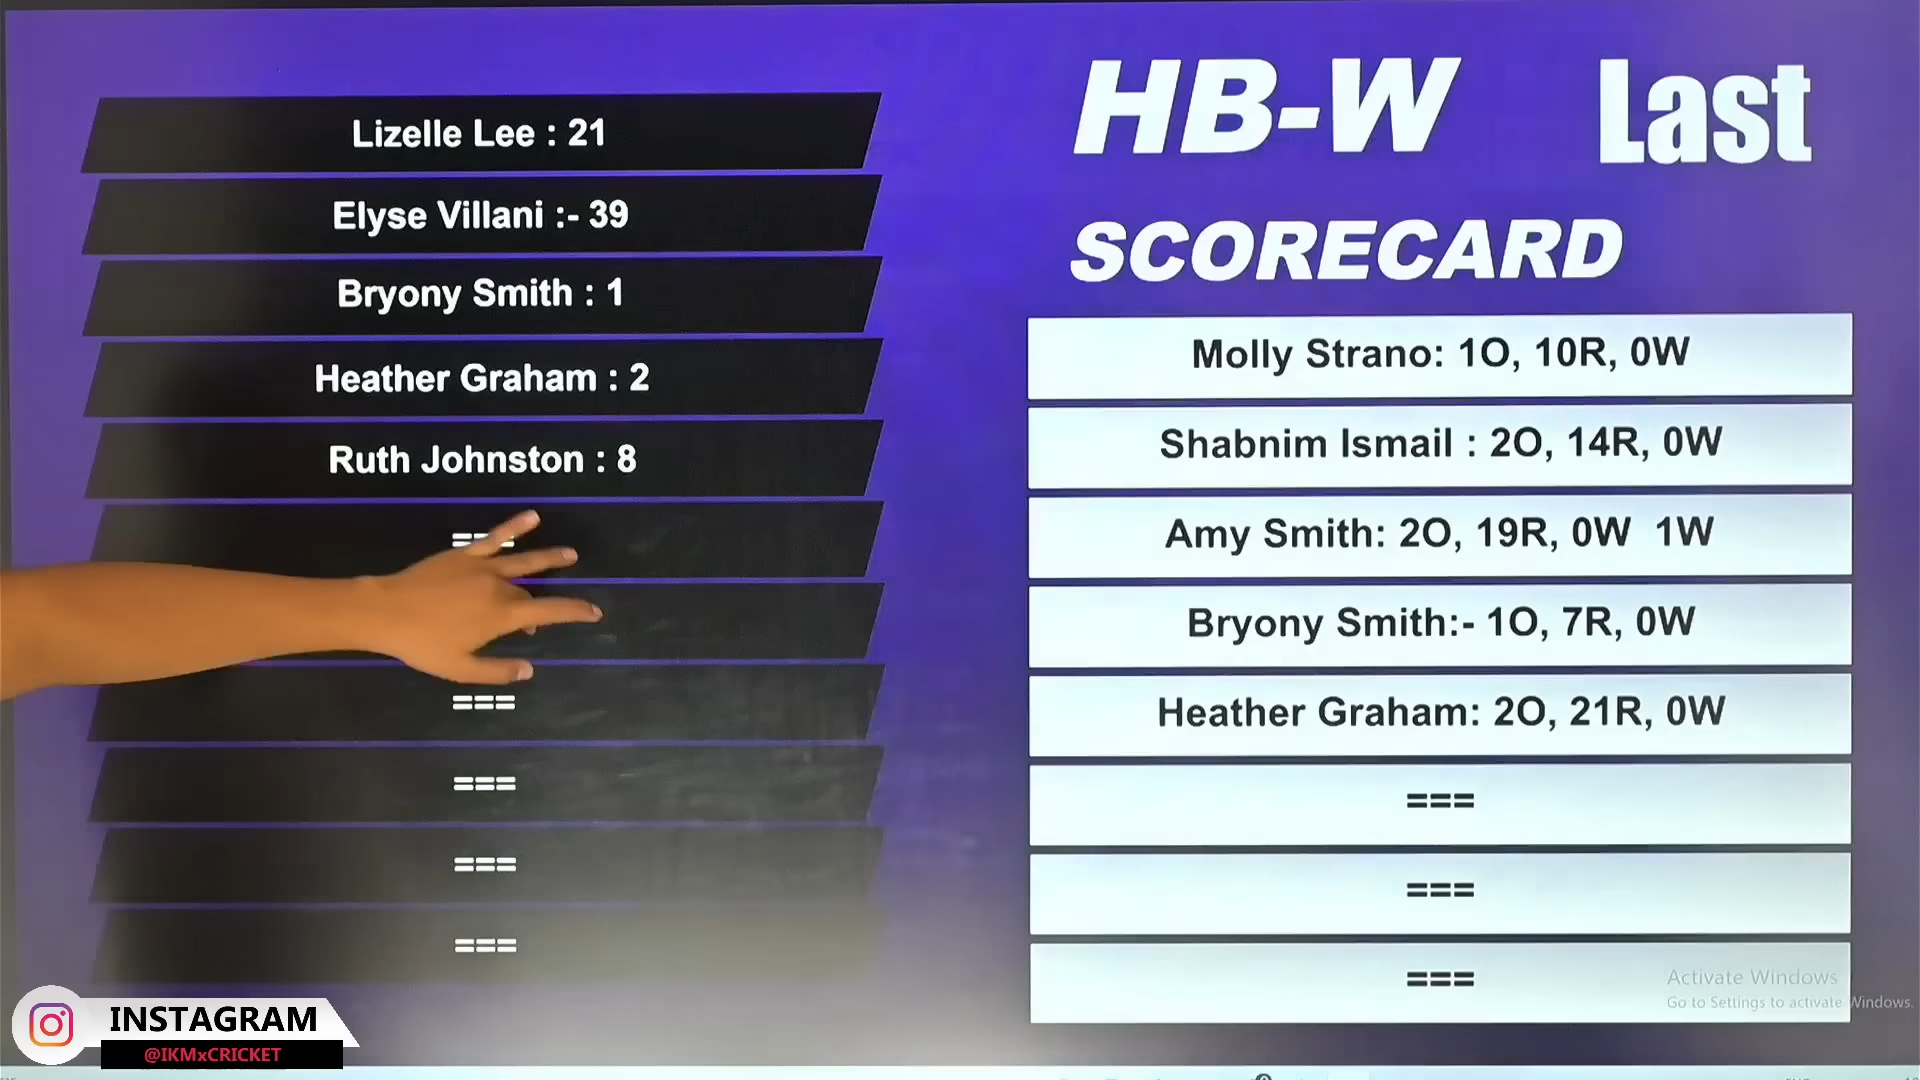 Lizelle Lee : 21
Elyse Villani :- 39
Bryony Smith : 1
Heather Graham : 2
Ruth Johnston : 8
===
===
===
===
===
HB-W Last
SCORECARD
Molly Strano: 1O, 10R, 0W
Shabnim Ismail : 2O, 14R, 0W
Amy Smith: 2O, 19R, 0W 1W
Bryony Smith:- 1O, 7R, 0W
Heather Graham: 2O, 21R, 0W
===
===
===
Activate Windows
Go to Settings to activate Windows.
INSTAGRAM
@IKMxCRICKET